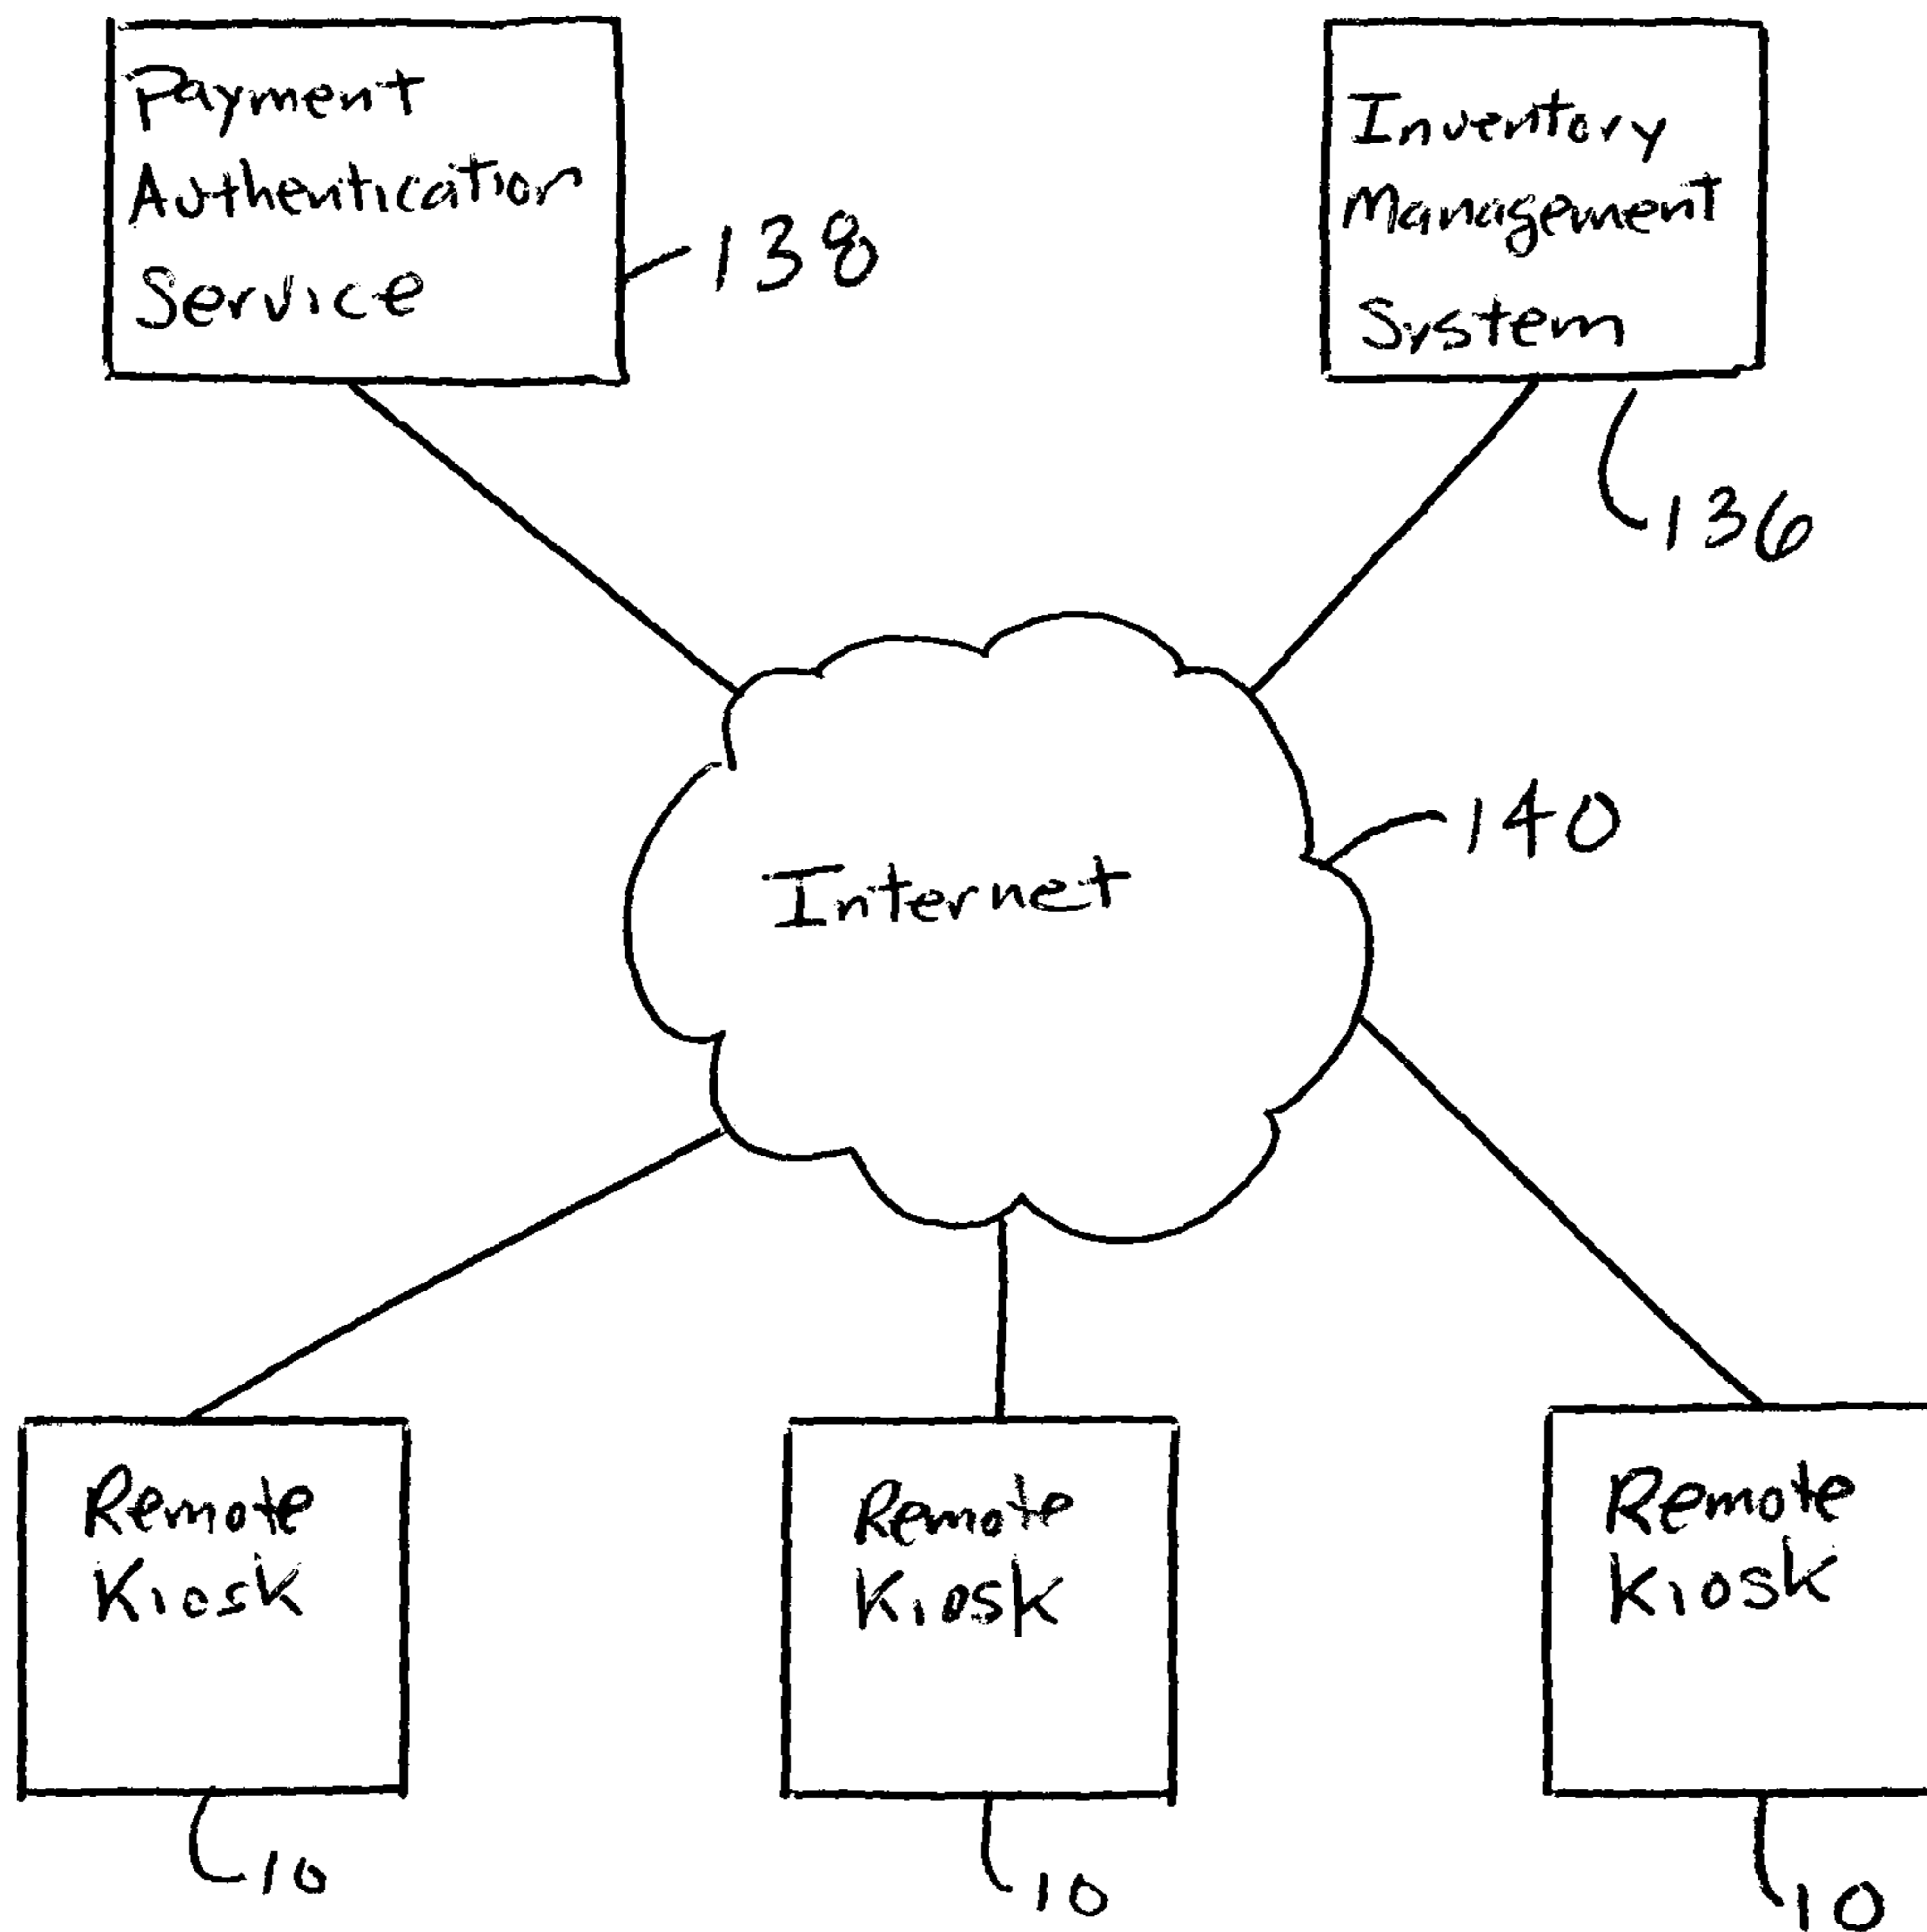 Payment
Authentication
Service
138
Inventory
Management
System
136
Internet
140
Remote
Kiosk
10
Remote
Kiosk
10
Remote
Kiosk
10